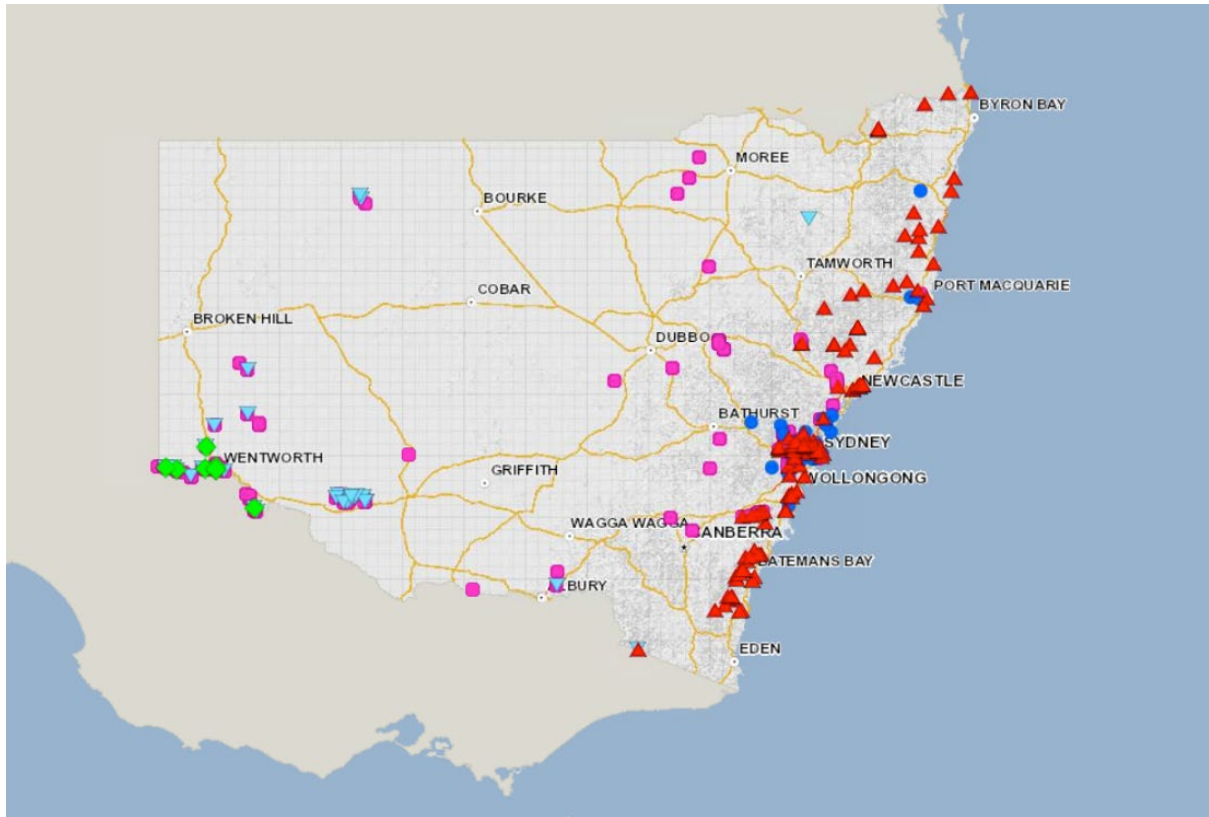 BYRON BAY
MOREE
BOURKE
TAMWORTH
PORT MACQUARIE
COBAR
BROKEN HILL
DUBBO
NEWCASTLE
BATHURST
SYDNEY
WENTWORTH
GRIFFITH
WOLLONGONG
WAGGA WAGGA
CANBERRA
BATEMANS BAY
BURY
EDEN